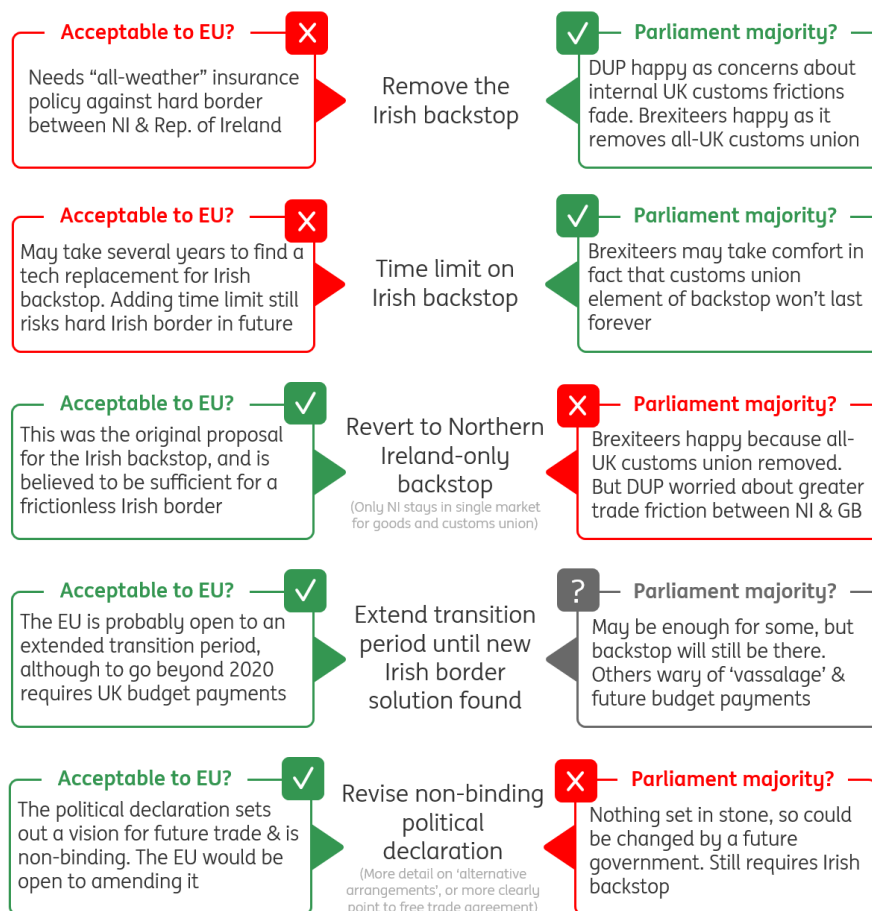 Acceptable to EU?
Needs “all-weather” insurance
policy against hard border
between NI & Rep. of Ireland
Remove the
Irish backstop
Parliament majority?
DUP happy as concerns about
internal UK customs frictions
fade. Brexiteers happy as it
removes all-UK customs union
Acceptable to EU?
May take several years to find a
tech replacement for Irish
backstop. Adding time limit still
risks hard Irish border in future
Time limit on
Irish backstop
Parliament majority?
Brexiteers may take comfort in
fact that customs union
element of backstop won’t last
forever
Acceptable to EU?
This was the original proposal
for the Irish backstop, and is
believed to be sufficient for a
frictionless Irish border
Revert to Northern
Ireland-only
backstop
(Only NI stays in single market
for goods and customs union)
Parliament majority?
Brexiteers happy because all-
UK customs union removed.
But DUP worried about greater
trade friction between NI & GB
Acceptable to EU?
The EU is probably open to an
extended transition period,
although to go beyond 2020
requires UK budget payments
Extend transition
period until new
Irish border
solution found
?
Parliament majority?
May be enough for some, but
backstop will still be there.
Others wary of ‘vassalage’ &
future budget payments
Acceptable to EU?
The political declaration sets
out a vision for future trade & is
non-binding. The EU would be
open to amending it
Revise non-binding
political
declaration
(More detail on ‘alternative
arrangements’, or more clearly
point to free trade agreement)
Parliament majority?
Nothing set in stone, so could
be changed by a future
government. Still requires Irish
backstop